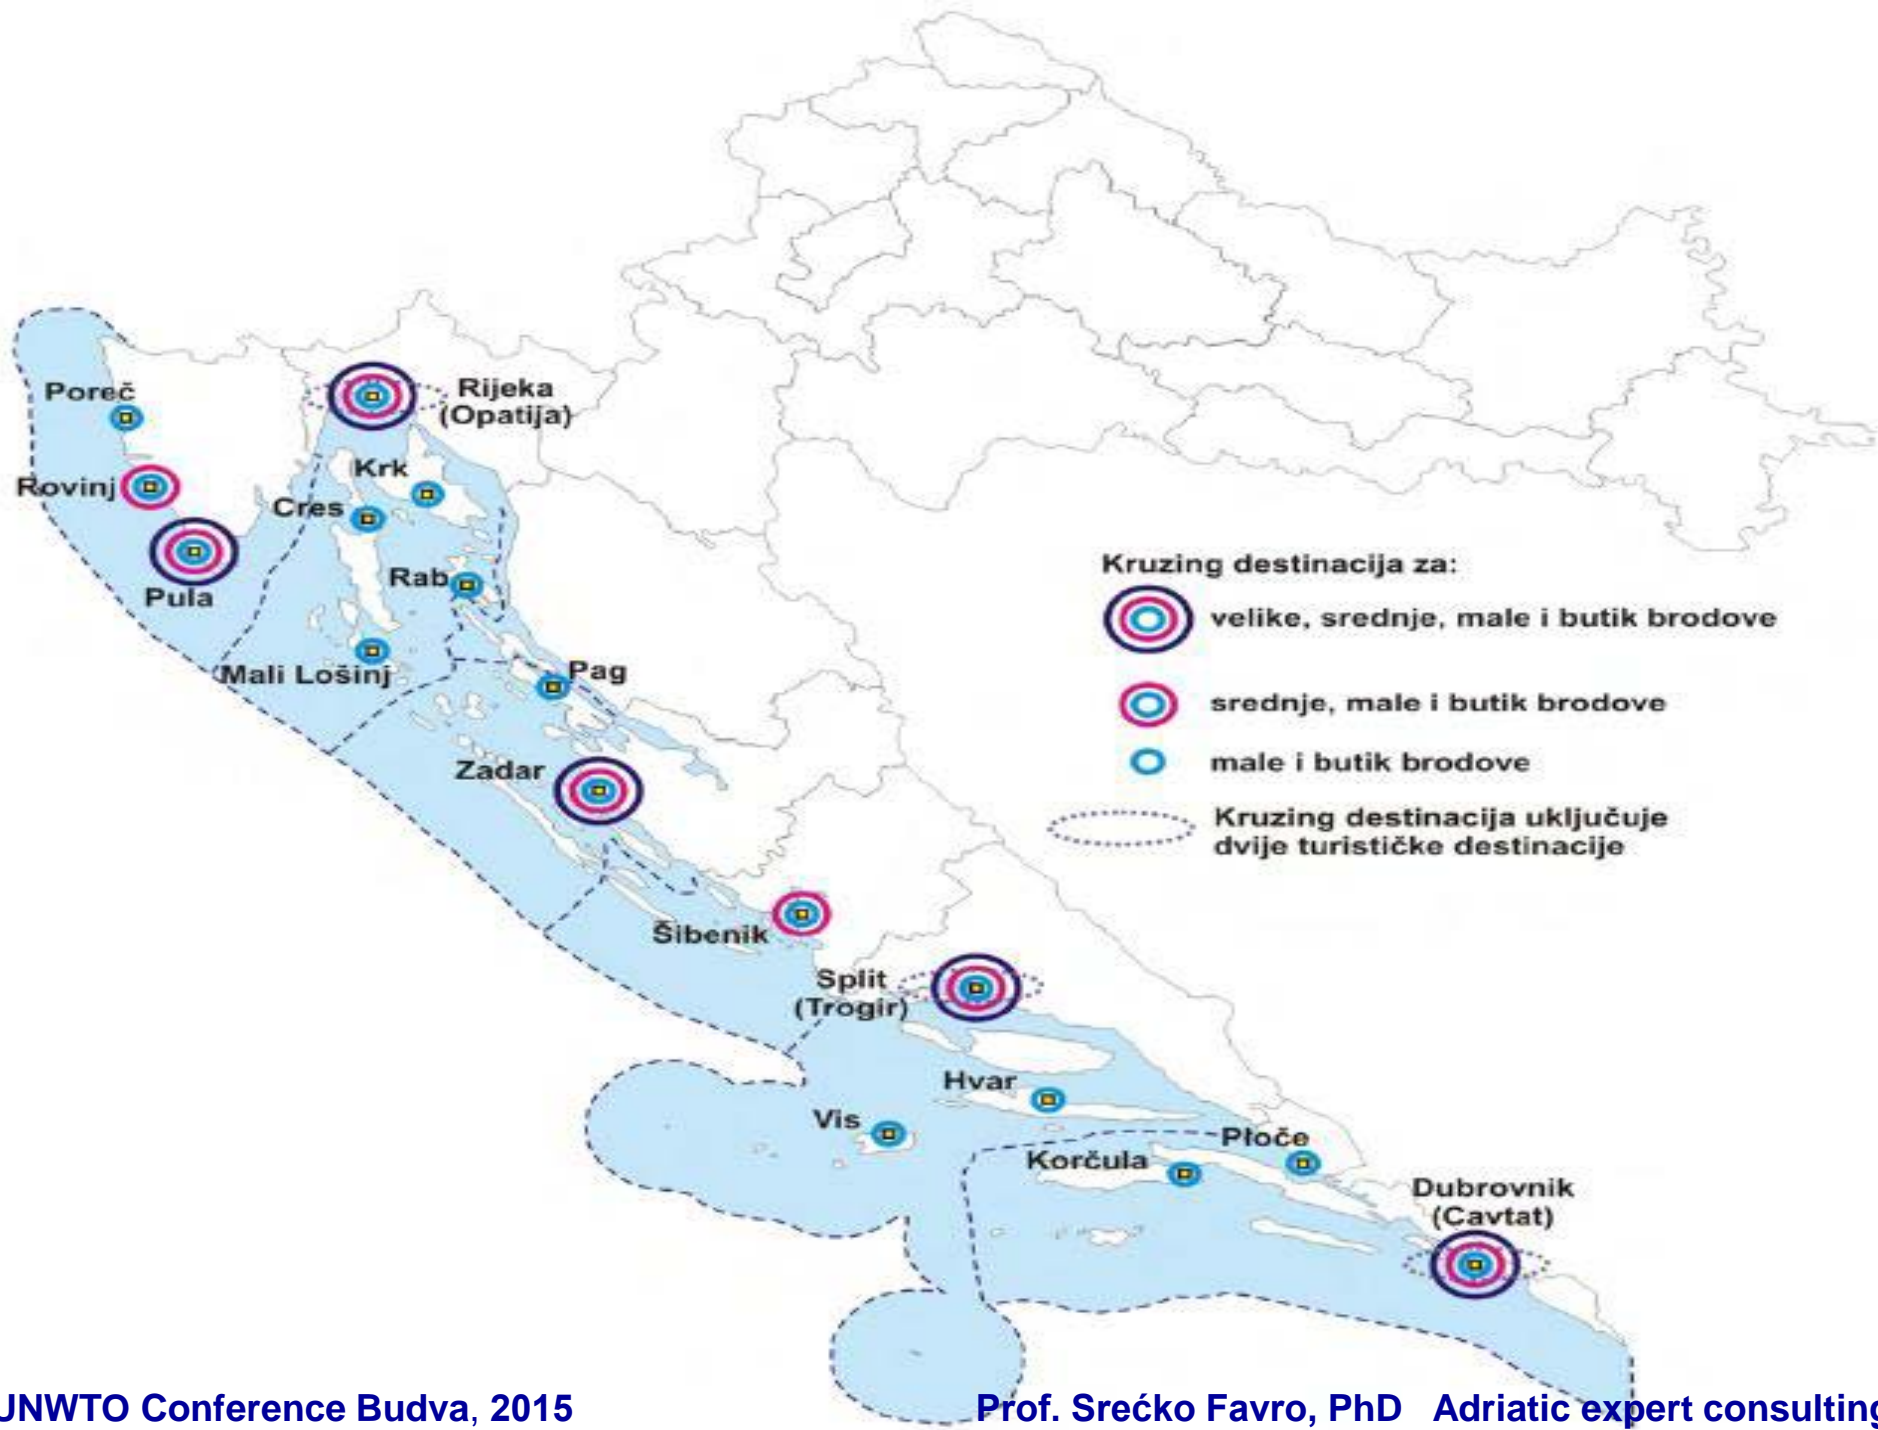 Poreč
Rijeka
(Opatija)
Krk
Rovinj
Cres
Rab
Pula
Mali Lošinj
Pag
Zadar
Šibenik
Split
(Trogir)
Hvar
Vis
Ploče
Korčula
Dubrovnik
(Cavtat)
Kruzing destinacija za:
velike, srednje, male i butik brodove
srednje, male i butik brodove
male i butik brodove
Kruzing destinacija uključuje
dvije turističke destinacije
UNWTO Conference Budva, 2015
Prof. Srećko Favro, PhD Adriatic expert consulting